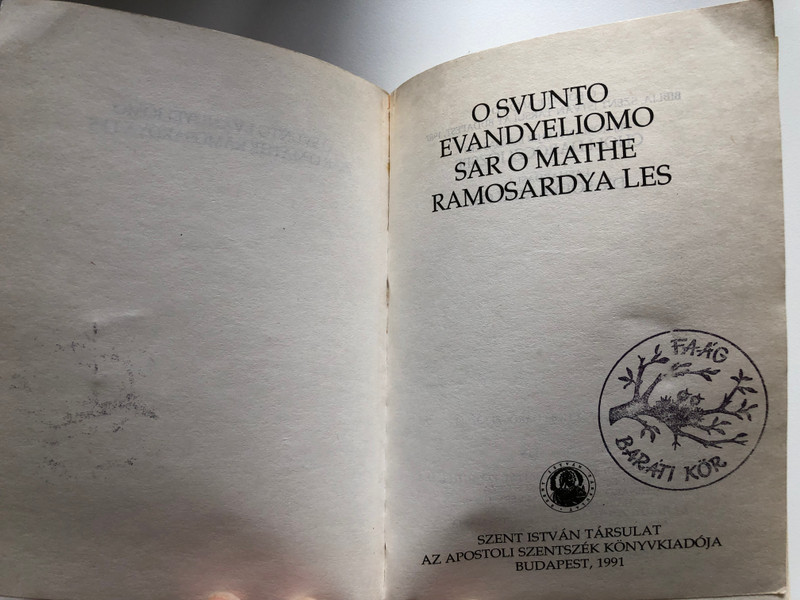 O SVUNTO
EVANDYELIOMO
SAR O MATHE
RAMOSARDYA LES
FA-ÁG
BARÁTI KÖR
SZENT ISTVÁN TÁRSULAT
AZ APOSTOLI SZENTSZÉK KÖNYVKIADÓJA
BUDAPEST, 1991